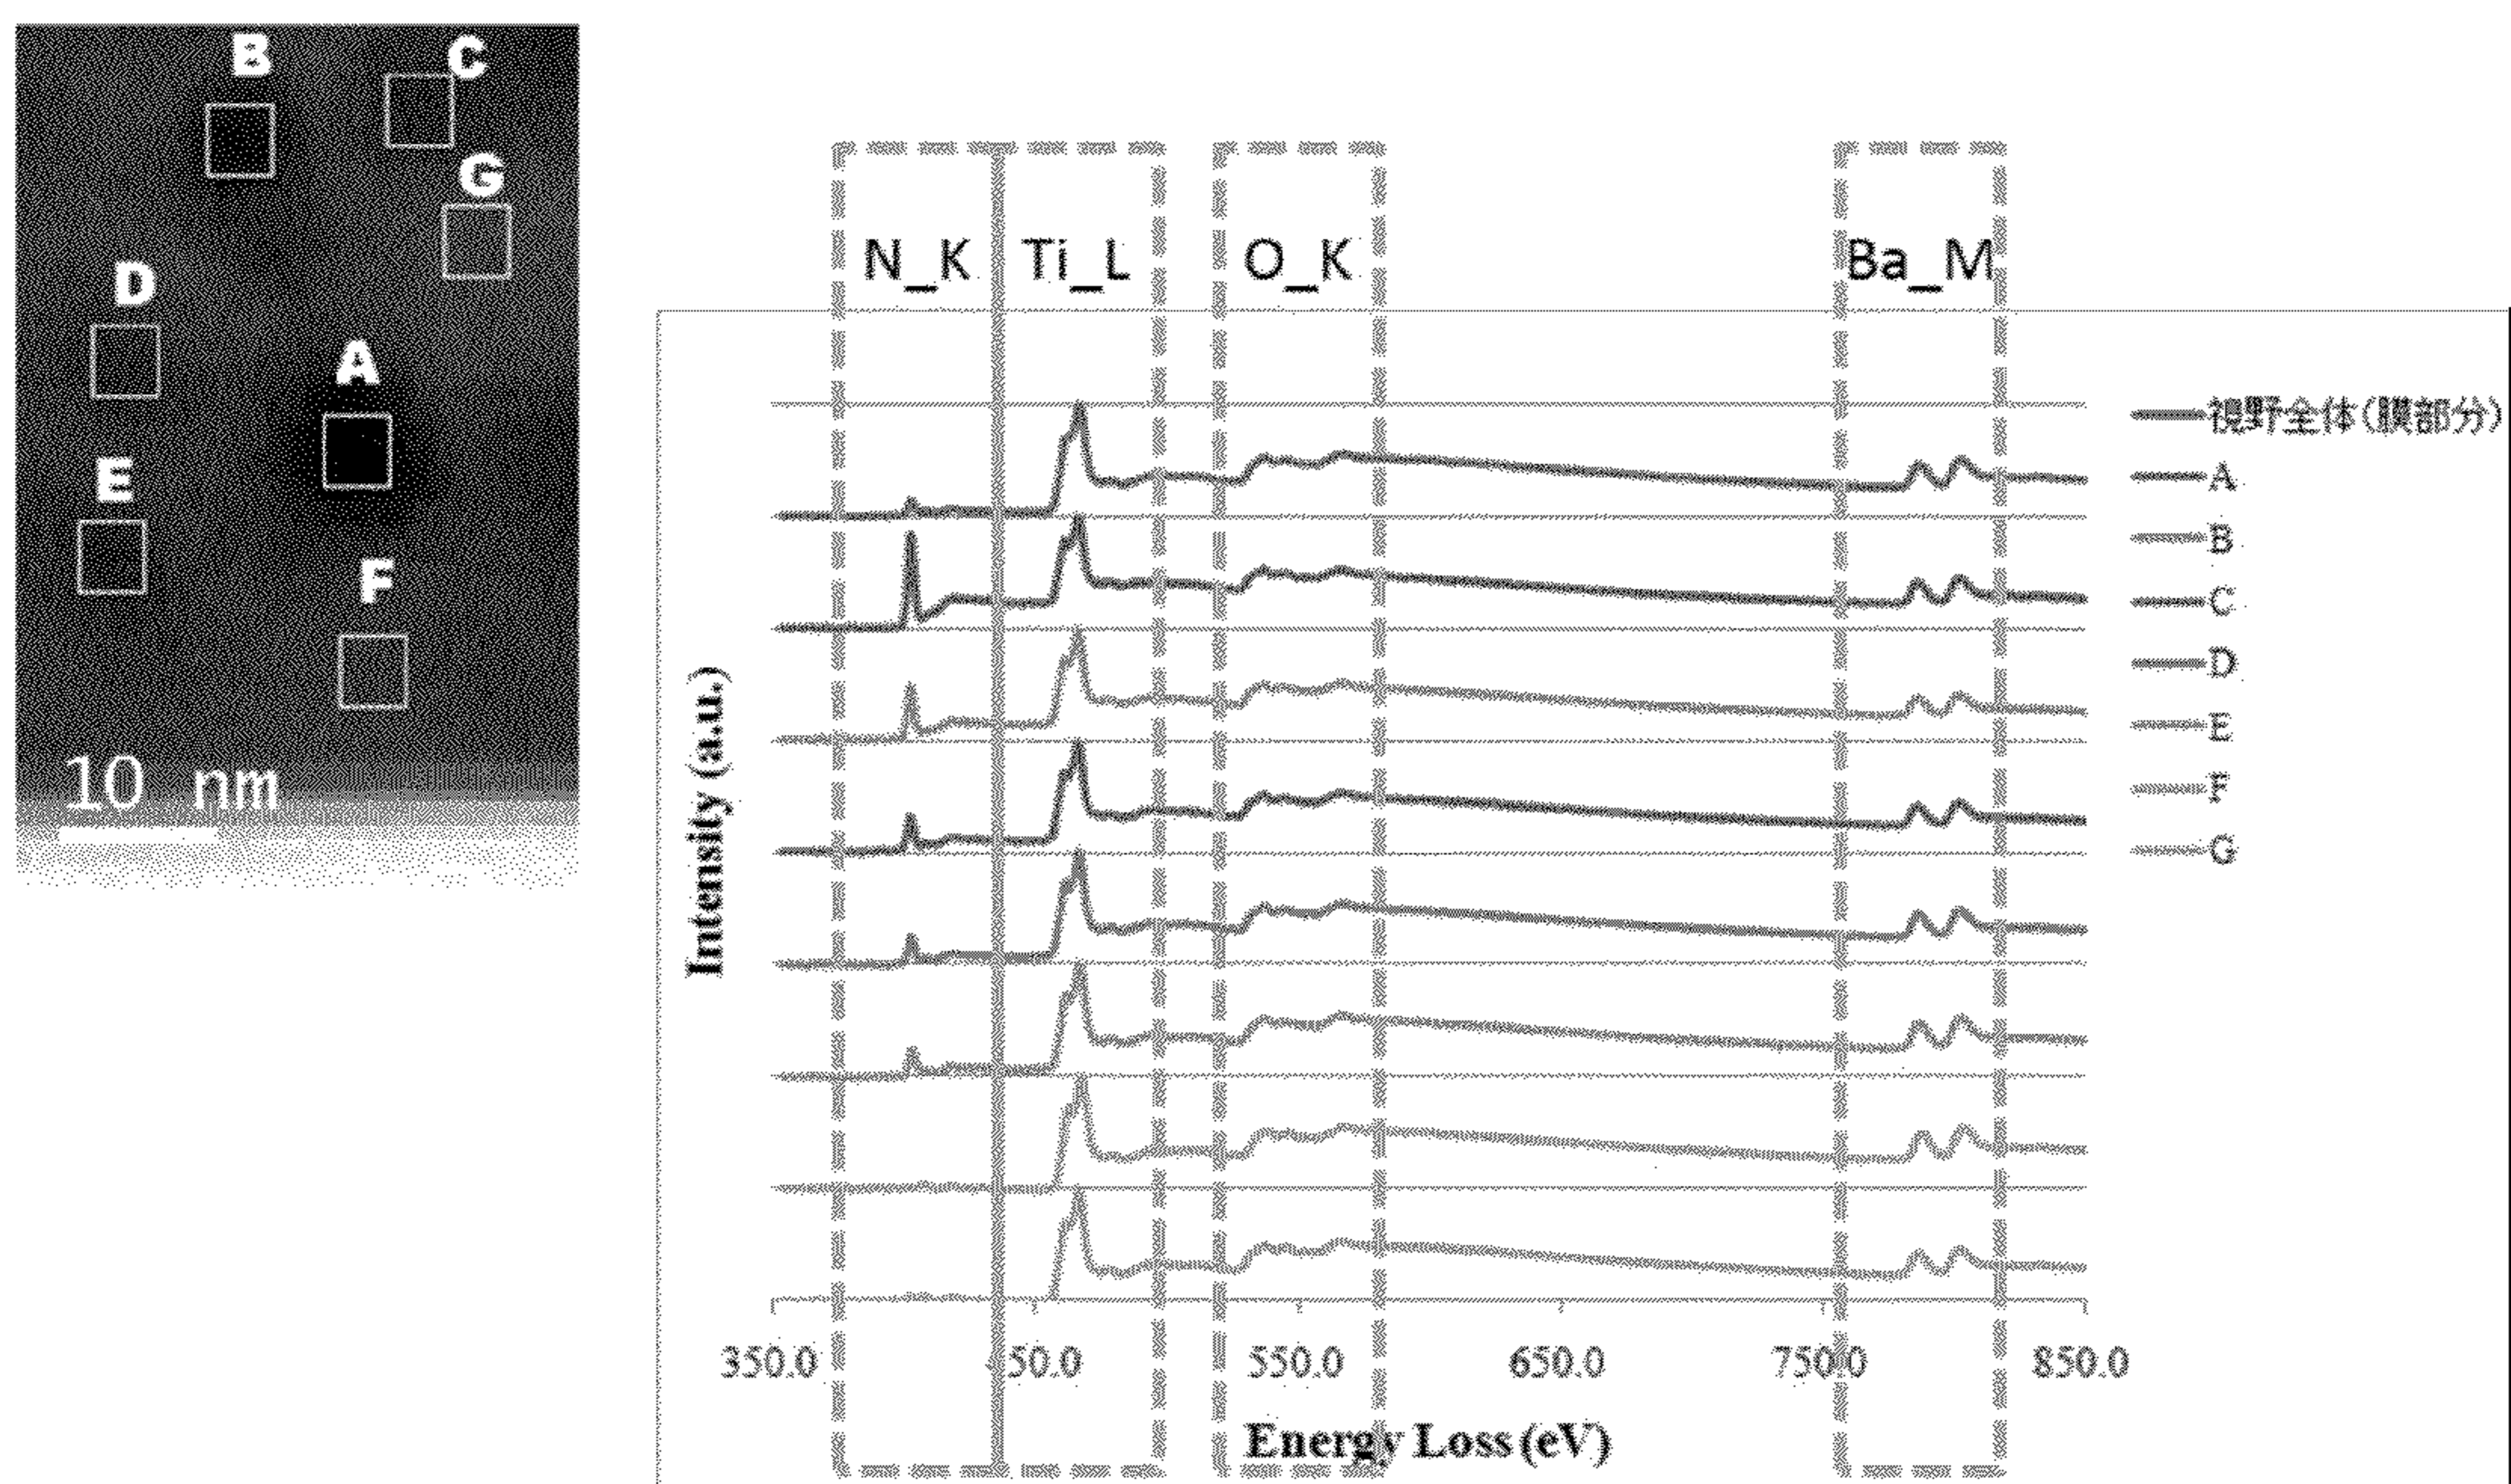 B
C
G
D
A
E
F
10 nm
N_K
Ti_L
O_K
Ba_M
視野全体(膜部分)
A
B
C
D
E
F
G
Intensity (a.u.)
350.0
50.0
550.0
650.0
750.0
850.0
Energy Loss (eV)